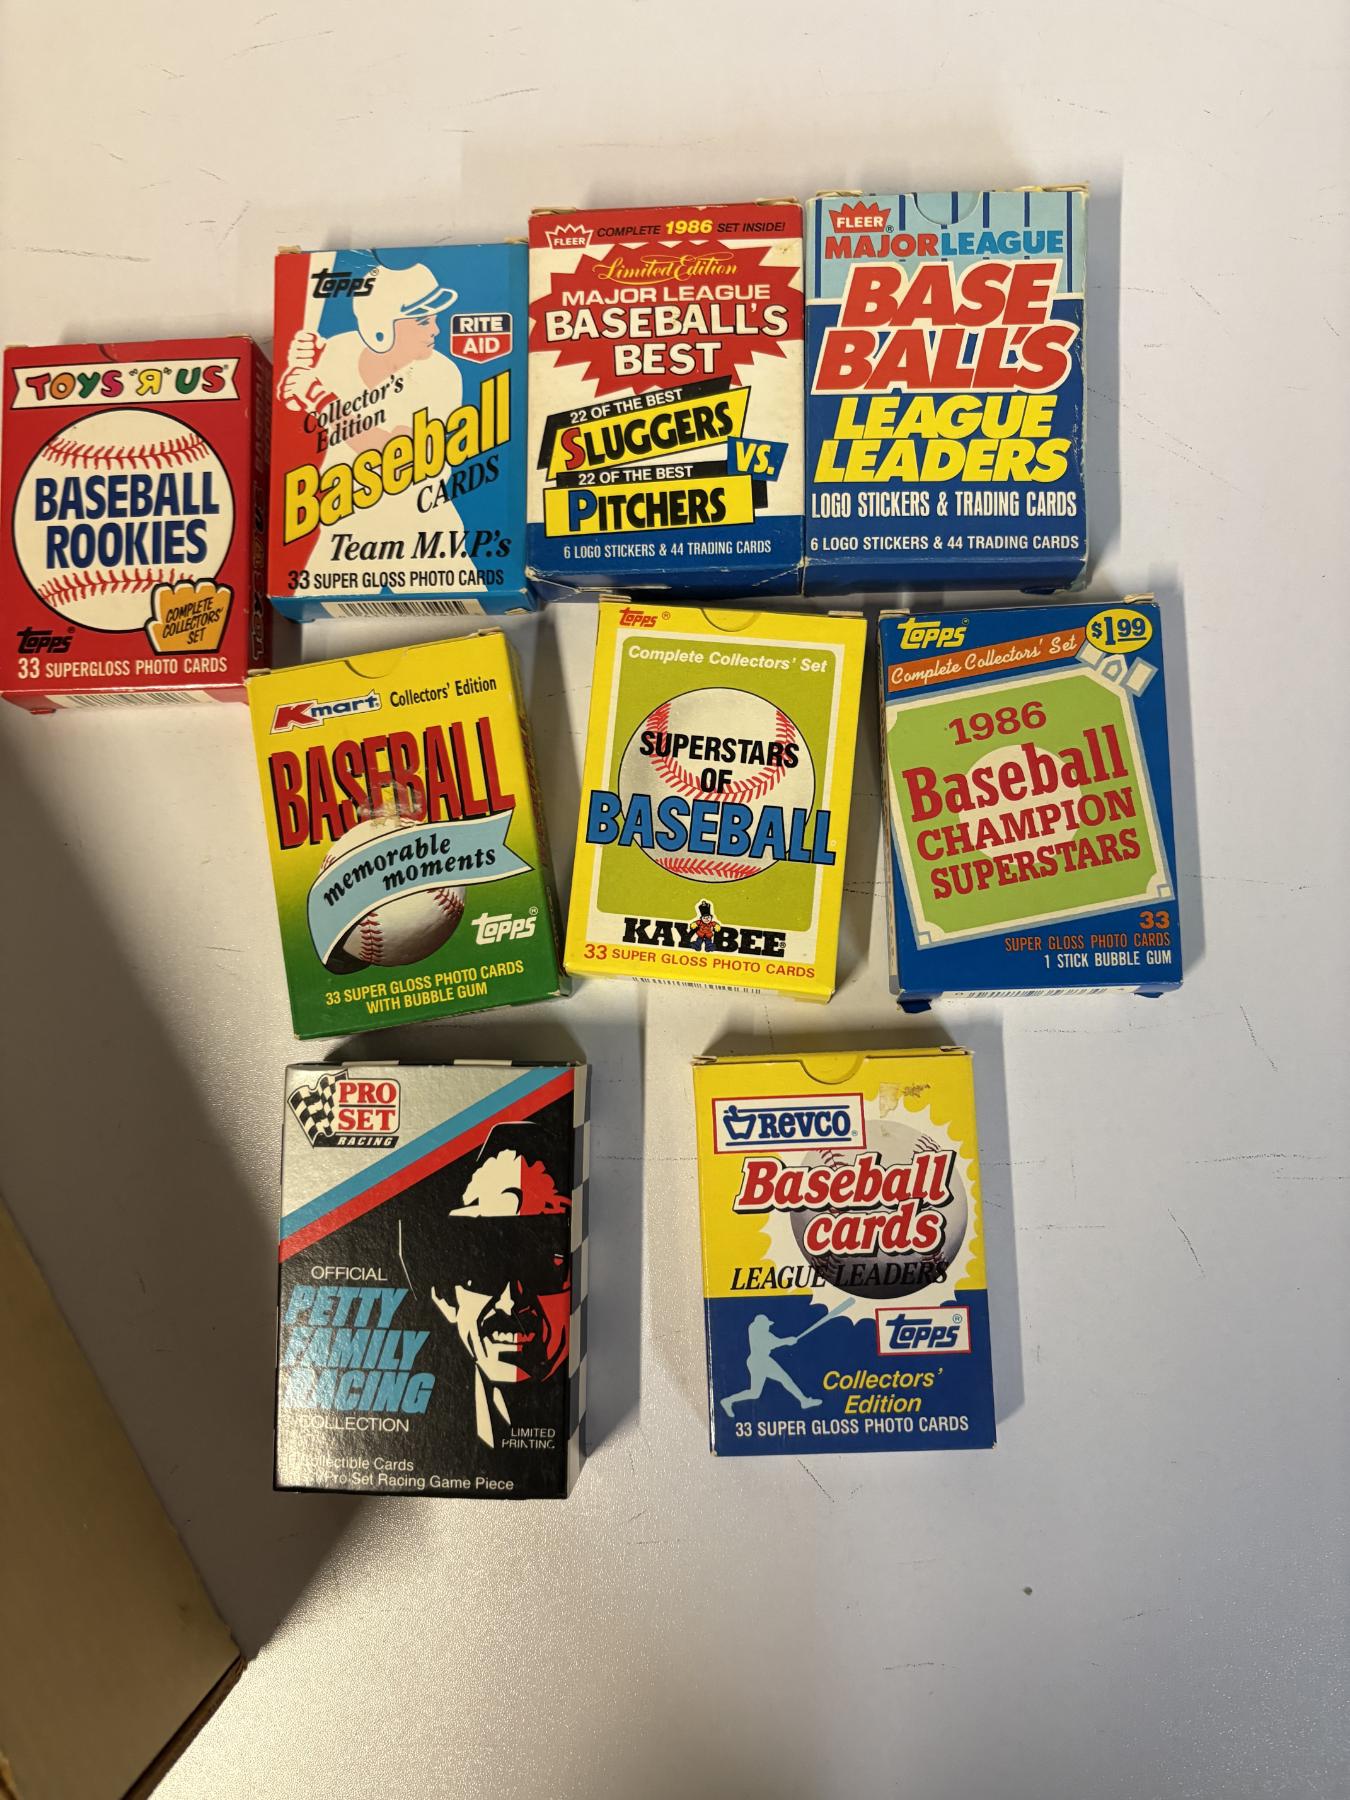 TOYS "R" US
BASEBALL
ROOKIES
COMPLETE
COLLECTORS'
SET
Topps
33 SUPERGLOSS PHOTO CARDS
Topps®
RITE
AID
Collector's
Edition
Baseball
CARDS
Team M.V.P.'s
33 SUPER GLOSS PHOTO CARDS
FLEER
COMPLETE 1986 SET INSIDE!
Limited Edition
MAJOR LEAGUE
BASEBALL'S
BEST
22 OF THE BEST
SLUGGERS
VS.
22 OF THE BEST
PITCHERS
6 LOGO STICKERS & 44 TRADING CARDS
FLEER®
MAJOR LEAGUE
BASE
BALL'S
LEAGUE
LEADERS
LOGO STICKERS & TRADING CARDS
6 LOGO STICKERS & 44 TRADING CARDS
Kmart® Collectors' Edition
BASEBALL
memorable
moments
Topps®
33 SUPER GLOSS PHOTO CARDS
WITH BUBBLE GUM
Topps®
Complete Collectors' Set
SUPERSTARS
OF
BASEBALL
KAY BEE®
33 SUPER GLOSS PHOTO CARDS
Topps®
$1.99
Complete Collectors' Set
1986
Baseball
CHAMPION
SUPERSTARS
33
SUPER GLOSS PHOTO CARDS
1 STICK BUBBLE GUM
PRO
SET
RACING
OFFICIAL
PETTY
FAMILY
RACING
COLLECTION
LIMITED
PRINTING
Collectible Cards
Pro Set Racing Game Piece
REVCO®
Baseball
cards
LEAGUE LEADERS
Topps®
Collectors'
Edition
33 SUPER GLOSS PHOTO CARDS